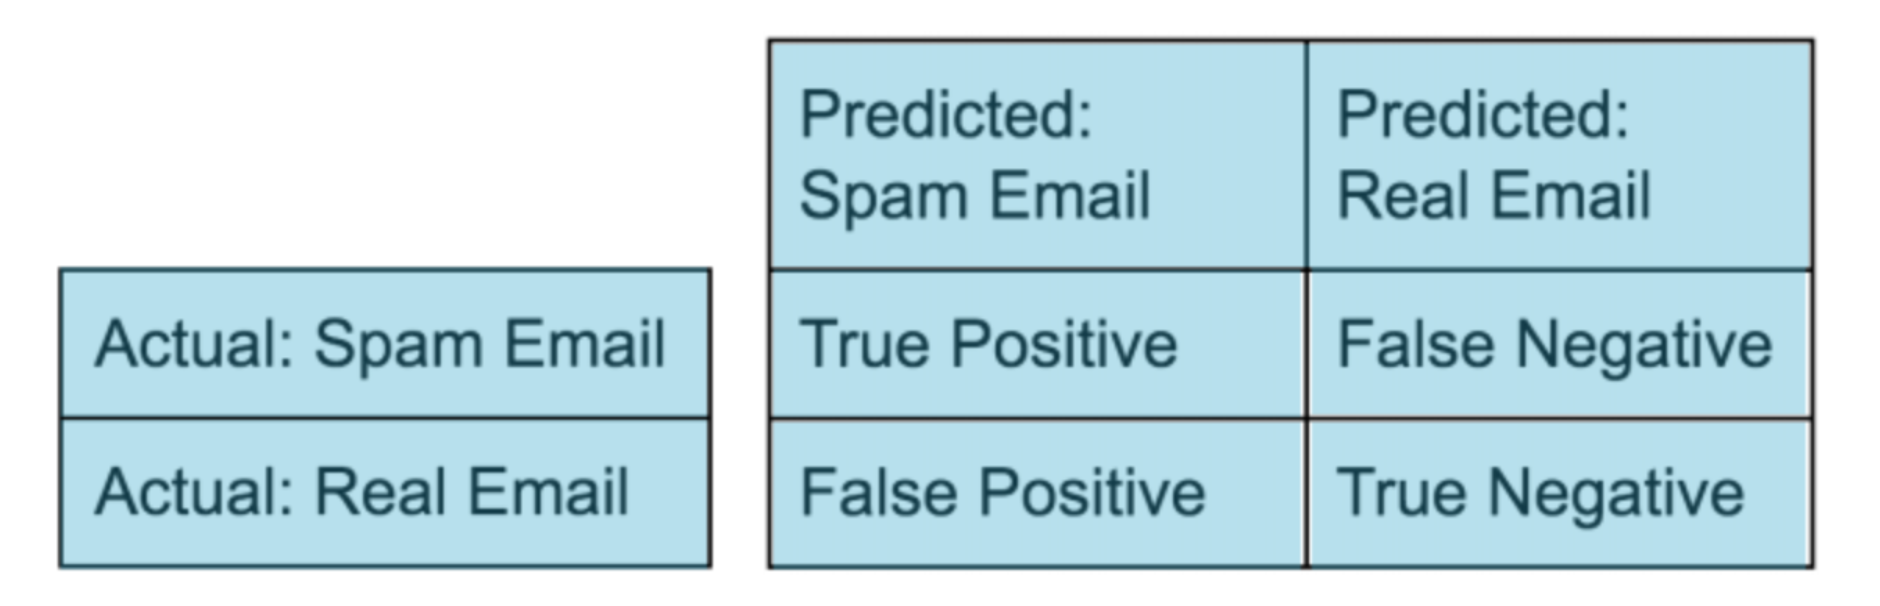 Predicted:
Spam Email
Predicted:
Real Email
Actual: Spam Email
True Positive
False Negative
Actual: Real Email
False Positive
True Negative